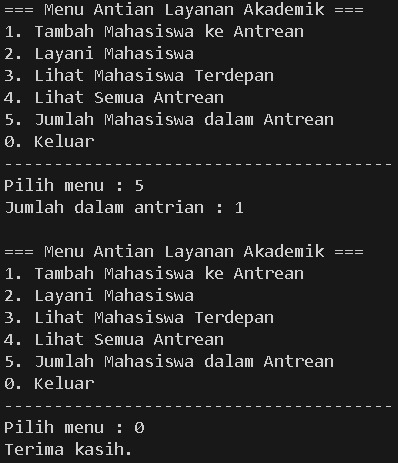 === Menu Antian Layanan Akademik ===
1. Tambah Mahasiswa ke Antrean
2. Layani Mahasiswa
3. Lihat Mahasiswa Terdepan
4. Lihat Semua Antrean
5. Jumlah Mahasiswa dalam Antrean
0. Keluar
---------------------------------------
Pilih menu : 5
Jumlah dalam antrian : 1

=== Menu Antian Layanan Akademik ===
1. Tambah Mahasiswa ke Antrean
2. Layani Mahasiswa
3. Lihat Mahasiswa Terdepan
4. Lihat Semua Antrean
5. Jumlah Mahasiswa dalam Antrean
0. Keluar
---------------------------------------
Pilih menu : 0
Terima kasih.